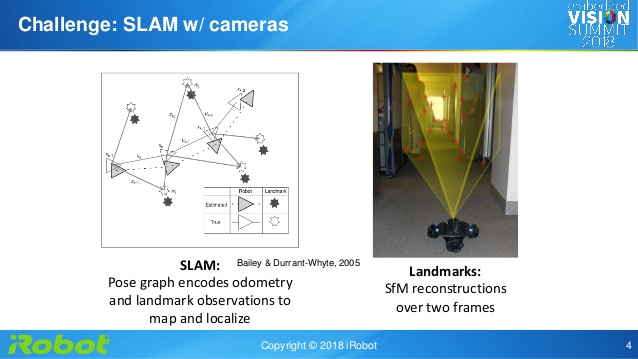 Challenge: SLAM w/ cameras
embedded
VISION
SUMMIT
2018
Robot
Landmark
Estimated
True
SLAM:
Bailey & Durrant-Whyte, 2005
Pose graph encodes odometry
and landmark observations to
map and localize
Landmarks:
SfM reconstructions
over two frames
iRobot
Copyright © 2018 iRobot
4